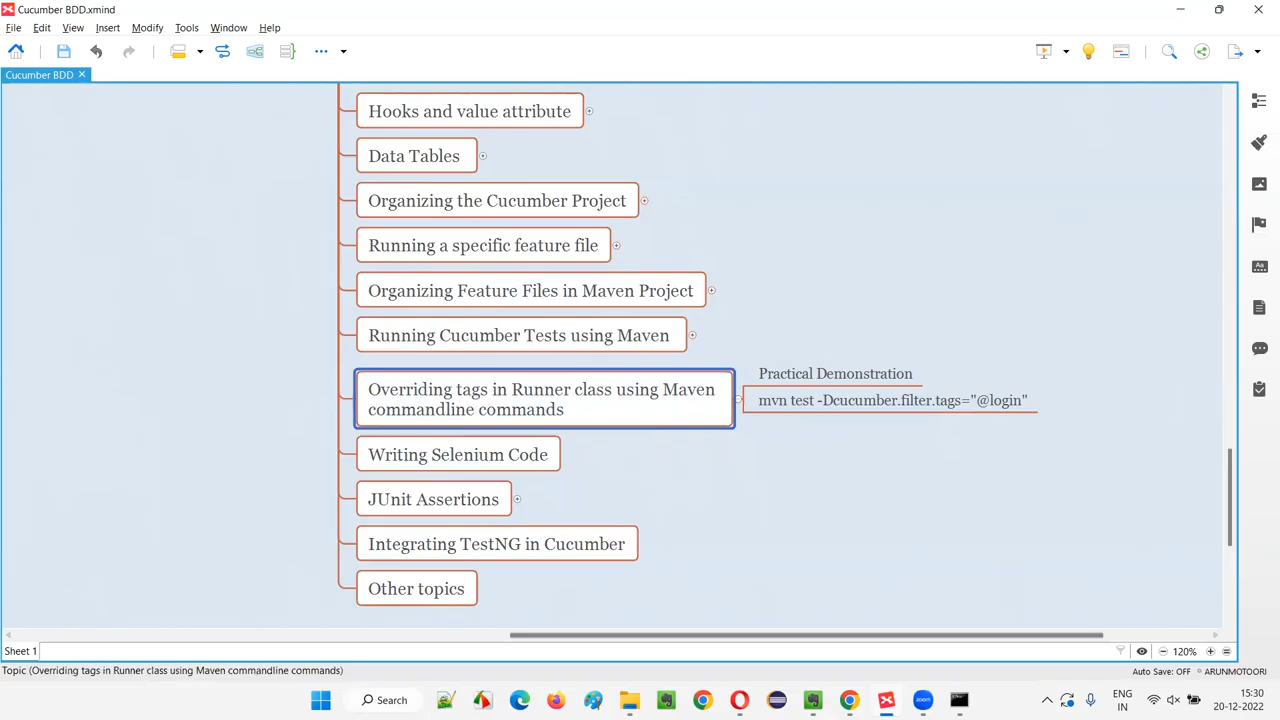 Cucumber BDD.xmind
File Edit View Insert Modify Tools Window Help
Cucumber BDD
Hooks and value attribute
Data Tables
Organizing the Cucumber Project
Running a specific feature file
Organizing Feature Files in Maven Project
Running Cucumber Tests using Maven
Overriding tags in Runner class using Maven
commandline commands
Practical Demonstration
mvn test -Dcucumber.filter.tags="@login"
Writing Selenium Code
JUnit Assertions
Integrating TestNG in Cucumber
Other topics
Sheet 1
120%
Topic (Overriding tags in Runner class using Maven commandline commands)
Auto Save: OFF
ARUNMOTOORI
Search
ENG
IN
15:30
20-12-2022